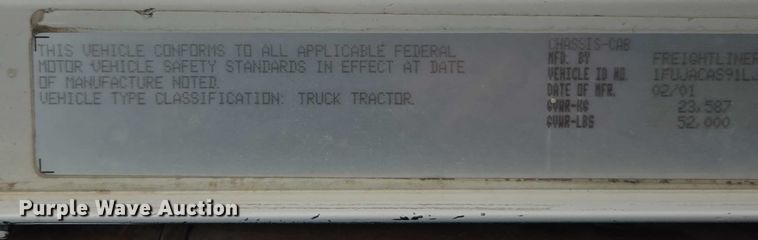 THIS VEHICLE CONFORMS TO ALL APPLICABLE FEDERAL
MOTOR VEHICLE SAFETY STANDARDS IN EFFECT AT DATE
OF MANUFACTURE NOTED.
VEHICLE TYPE CLASSIFICATION: TRUCK TRACTOR
CHASSIS-CAB
MFD. BY FREIGHTLINER
VEHICLE ID NO. 1FUJACAS91L
DATE OF MFR. 02/01
GVWR-KG 23,587
GVWR-LBS 52,000
Purple Wave Auction